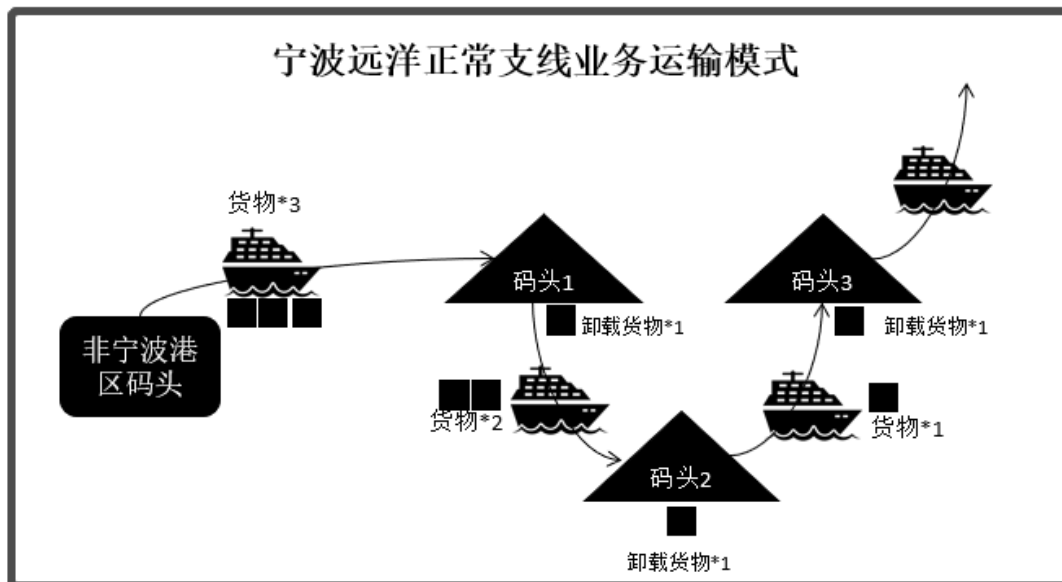 宁波远洋正常支线业务运输模式
货物*3
非宁波港
区码头
码头1
卸载货物*1
货物*2
码头2
卸载货物*1
货物*1
码头3
卸载货物*1